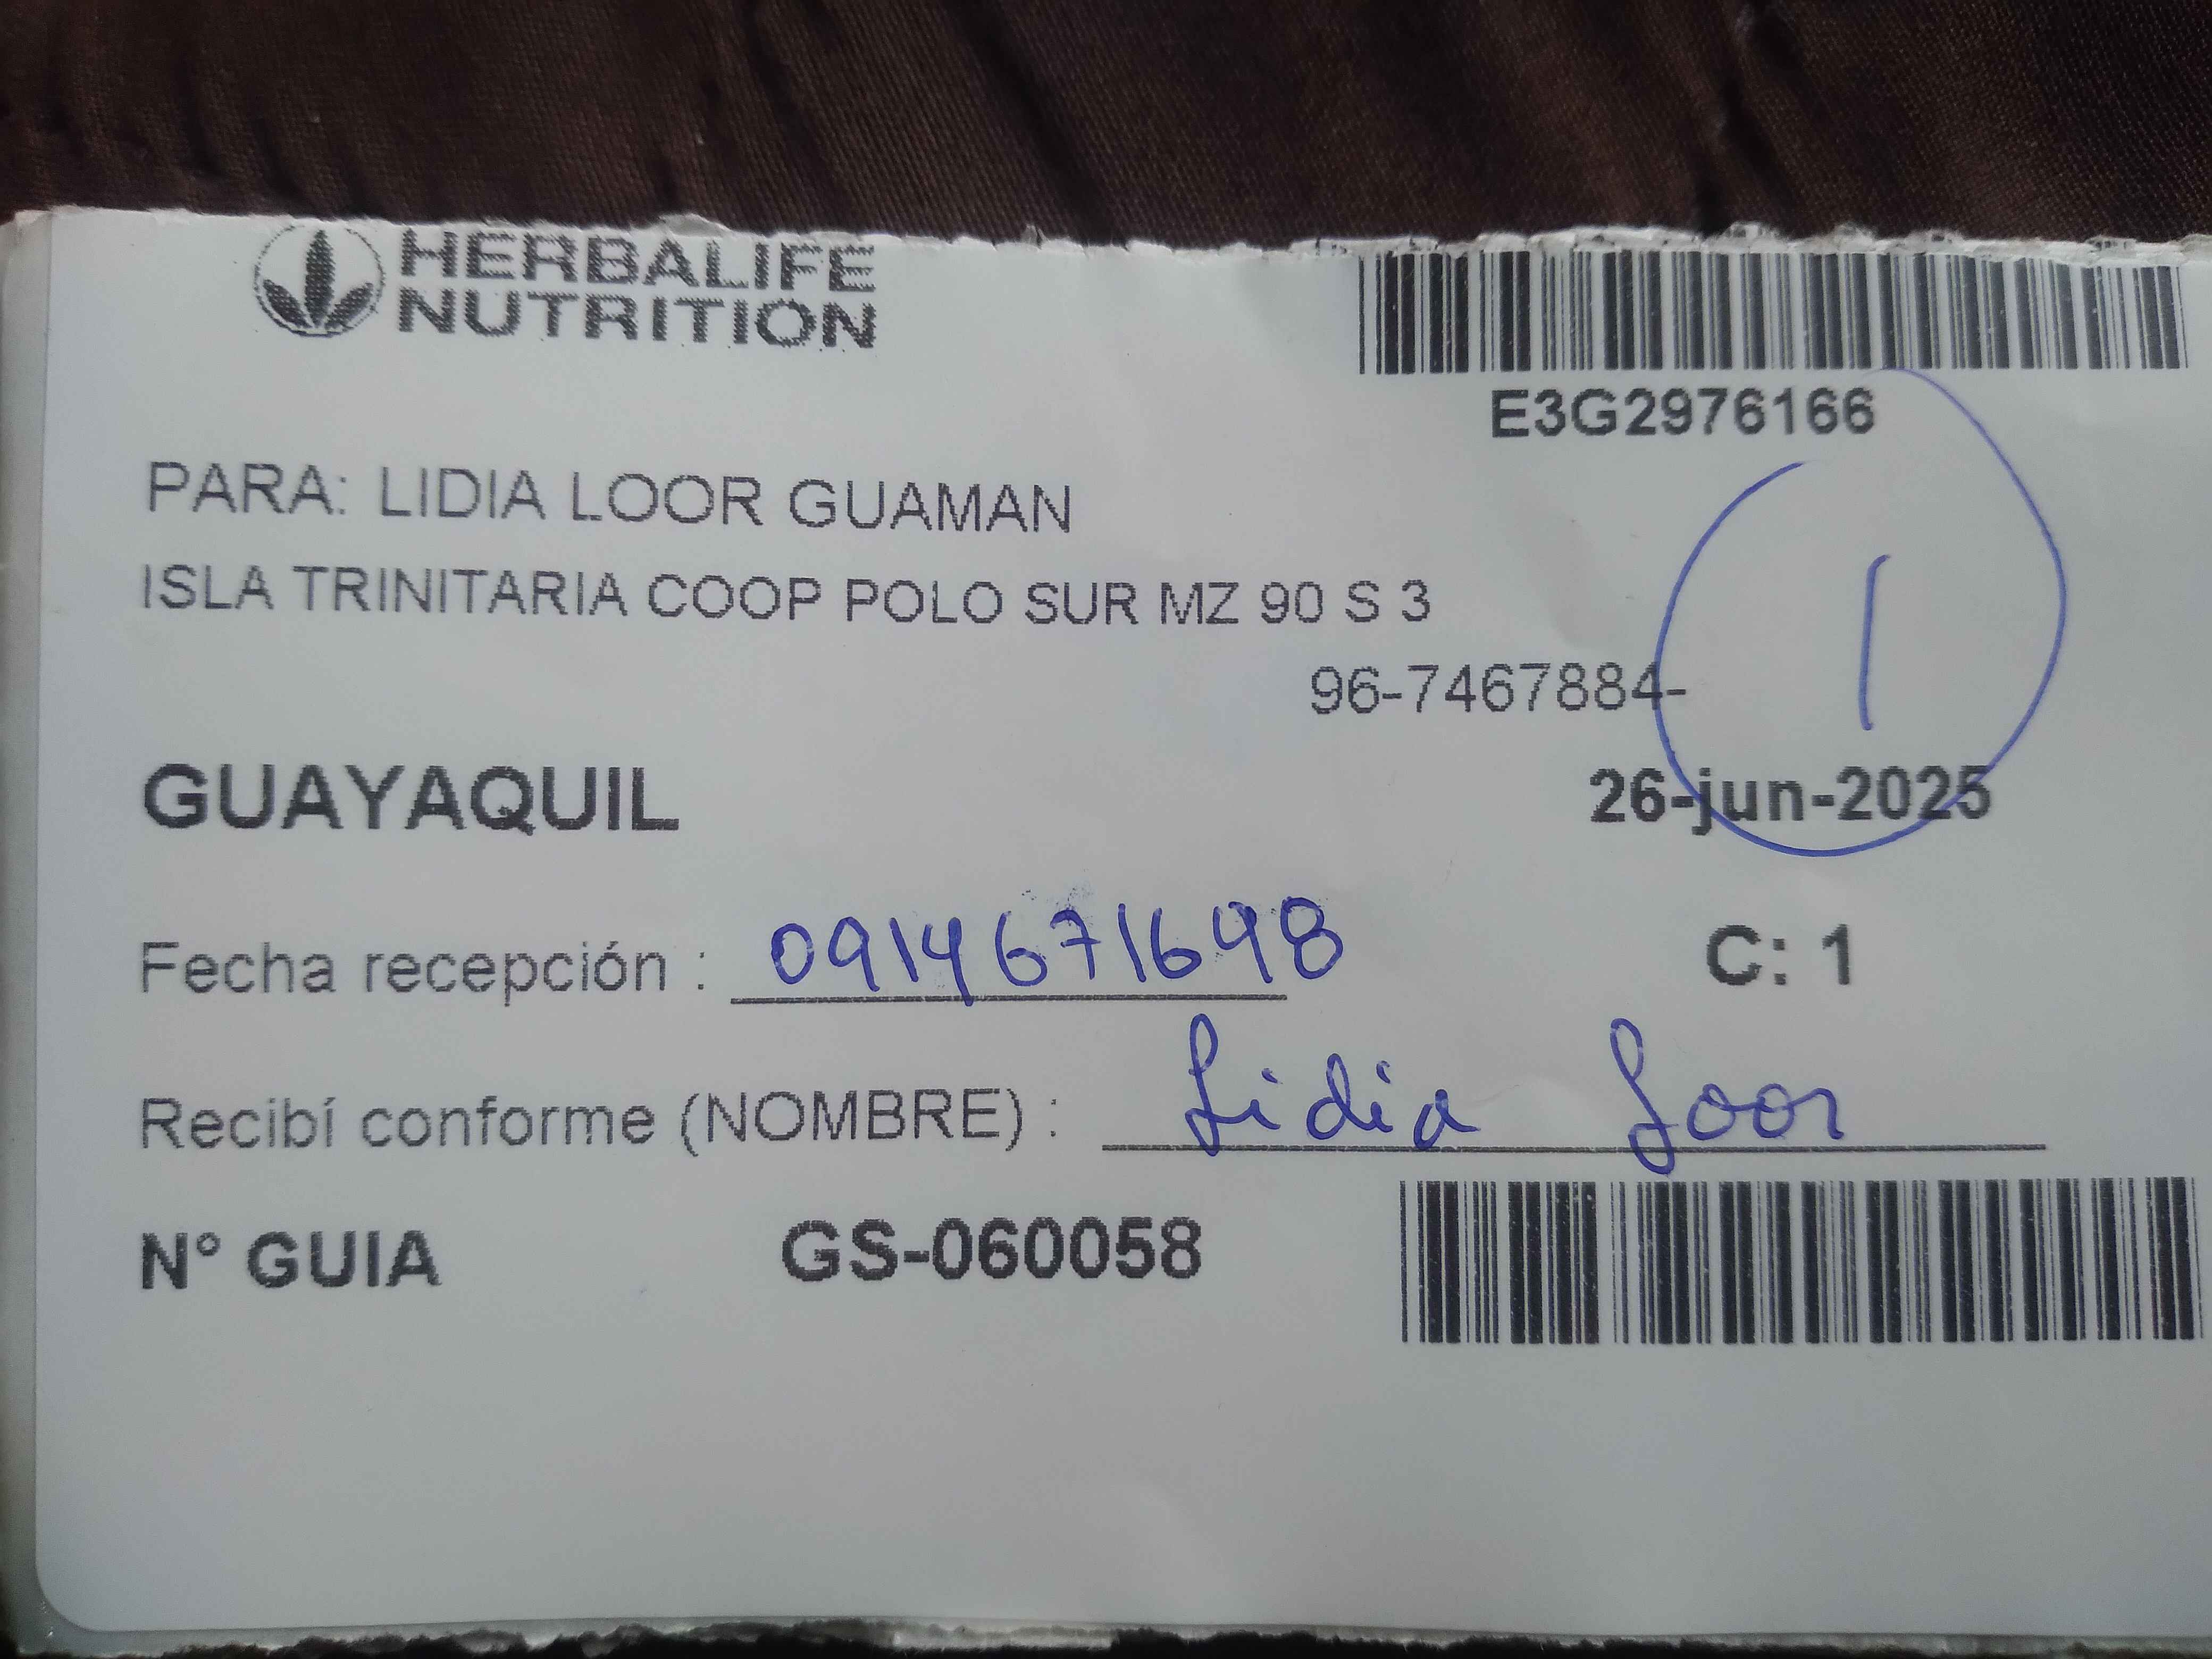 HERBALIFE
NUTRITION
E3G2976166
PARA: LIDIA LOOR GUAMAN
ISLA TRINITARIA COOP POLO SUR MZ 90 S 3
1
96-7467884-
GUAYAQUIL 26-jun-2025
Fecha recepción : 0914671698 C: 1
Recibí conforme (NOMBRE) : Lidia Loor
N° GUIA GS-060058